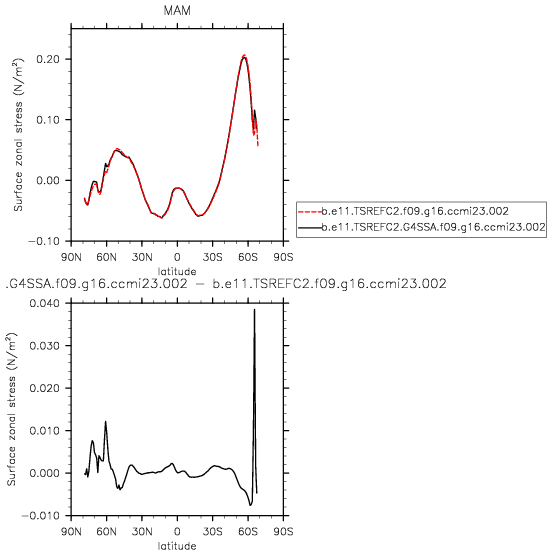 MAM
Surface zonal stress (N/m²)
0.20
0.10
0.00
−0.10
90N 60N 30N 0 30S 60S 90S
latitude
b.e11.TSREFC2.f09.g16.ccmi23.002
b.e11.TSREFC2.G4SSA.f09.g16.ccmi23.002
.G4SSA.f09.g16.ccmi23.002 − b.e11.TSREFC2.f09.g16.ccmi23.002
Surface zonal stress (N/m²)
0.040
0.030
0.020
0.010
0.000
−0.010
90N 60N 30N 0 30S 60S 90S
latitude